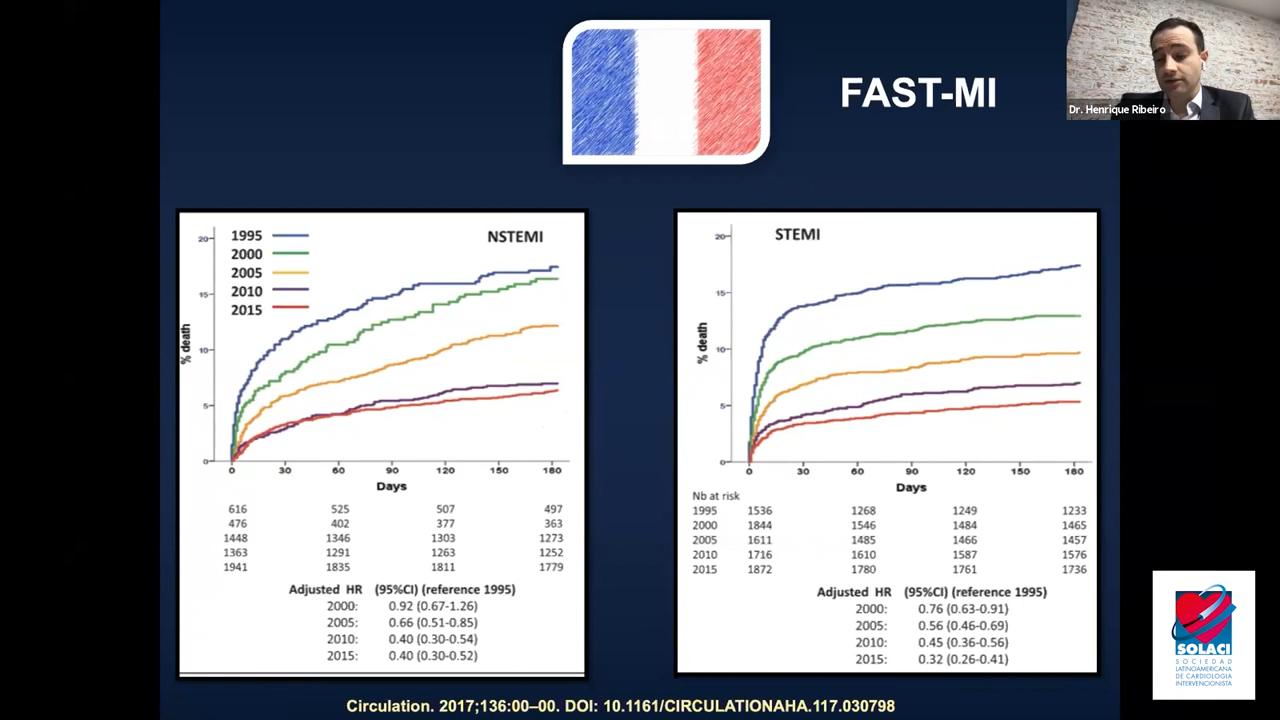 FAST-MI
Dr. Henrique Ribeiro
1995
2000
2005
2010
2015
NSTEMI
20
15
10
5
0
% death
0 30 60 90 120 150 180
Days
616 525 507 497
476 402 377 363
1448 1346 1303 1273
1363 1291 1263 1252
1941 1835 1811 1779
Adjusted HR (95%CI) (reference 1995)
2000: 0.92 (0.67-1.26)
2005: 0.66 (0.51-0.85)
2010: 0.40 (0.30-0.54)
2015: 0.40 (0.30-0.52)
STEMI
20
15
10
5
0
% death
0 30 60 90 120 150 180
Days
Nb at risk
1995 1536 1268 1249 1233
2000 1844 1546 1484 1465
2005 1611 1485 1466 1457
2010 1716 1610 1587 1576
2015 1872 1780 1761 1736
Adjusted HR (95%CI) (reference 1995)
2000: 0.76 (0.63-0.91)
2005: 0.56 (0.46-0.69)
2010: 0.45 (0.36-0.56)
2015: 0.32 (0.26-0.41)
SOLACI
SOCIEDAD
LATINOAMERICANA
DE CARDIOLOGIA
INTERVENCIONISTA
Circulation. 2017;136:00–00. DOI: 10.1161/CIRCULATIONAHA.117.030798